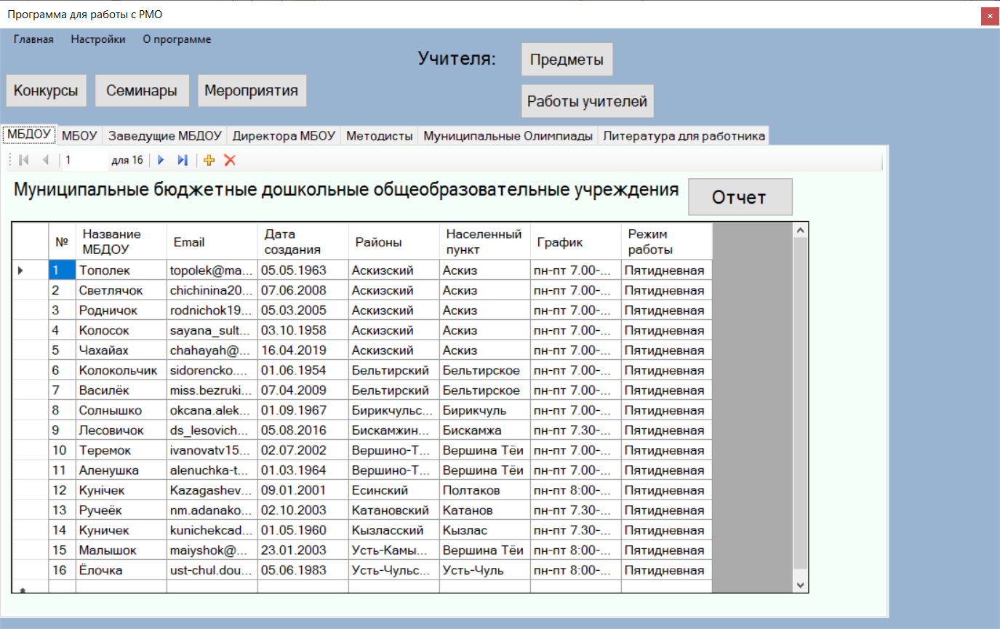 Программа для работы с РМО
Главная Настройки О программе
Учителя: Предметы
Конкурсы Семинары Мероприятия
Работы учителей
МБДОУ МБОУ Заведущие МБДОУ Директора МБОУ Методисты Муниципальные Олимпиады Литература для работника
1 для 16
Муниципальные бюджетные дошкольные общеобразовательные учреждения Отчет
№ Название МБДОУ Email Дата создания Районы Населенный пункт График Режим работы
1 Тополек topolek@ma... 05.05.1963 Аскизский Аскиз пн-пт 7.00-... Пятидневная
2 Светлячок chichinina20... 07.06.2008 Аскизский Аскиз пн-пт 7.00-... Пятидневная
3 Родничок rodnichok19... 05.03.2005 Аскизский Аскиз пн-пт 7.00-... Пятидневная
4 Колосок sayana_sult... 03.10.1958 Аскизский Аскиз пн-пт 7.00-... Пятидневная
5 Чахайах chahayah@... 16.04.2019 Аскизский Аскиз пн-пт 7.00-... Пятидневная
6 Колокольчик sidorencko.... 01.06.1954 Бельтирский Бельтирское пн-пт 7.00-... Пятидневная
7 Василёк miss.bezruki... 07.04.2009 Бельтирский Бельтирское пн-пт 7.00-... Пятидневная
8 Солнышко okcana.alek... 01.09.1967 Бирикчульс... Бирикчуль пн-пт 7.00-... Пятидневная
9 Лесовичок ds_lesovich... 05.08.2016 Бискамжин... Бискамжа пн-пт 7.30-... Пятидневная
10 Теремок ivanovatv15... 02.07.2002 Вершино-Т... Вершина Тёи пн-пт 7.00-... Пятидневная
11 Аленушка alenuchka-t... 01.03.1964 Вершино-Т... Вершина Тёи пн-пт 7.00-... Пятидневная
12 Кунiчек Kazagashev... 09.01.2001 Есинский Полтаков пн-пт 8:00-... Пятидневная
13 Ручеёк nm.adanako... 02.10.2003 Катановский Катанов пн-пт 7.30-... Пятидневная
14 Куничек kunichekcad... 01.05.1960 Кызласский Кызлас пн-пт 7.30-... Пятидневная
15 Малышок maiyshok@... 23.01.2003 Усть-Камы... Вершина Тёи пн-пт 8:00-... Пятидневная
16 Ёлочка ust-chul.dou... 05.06.1983 Усть-Чульс... Усть-Чуль пн-пт 8:00-... Пятидневная